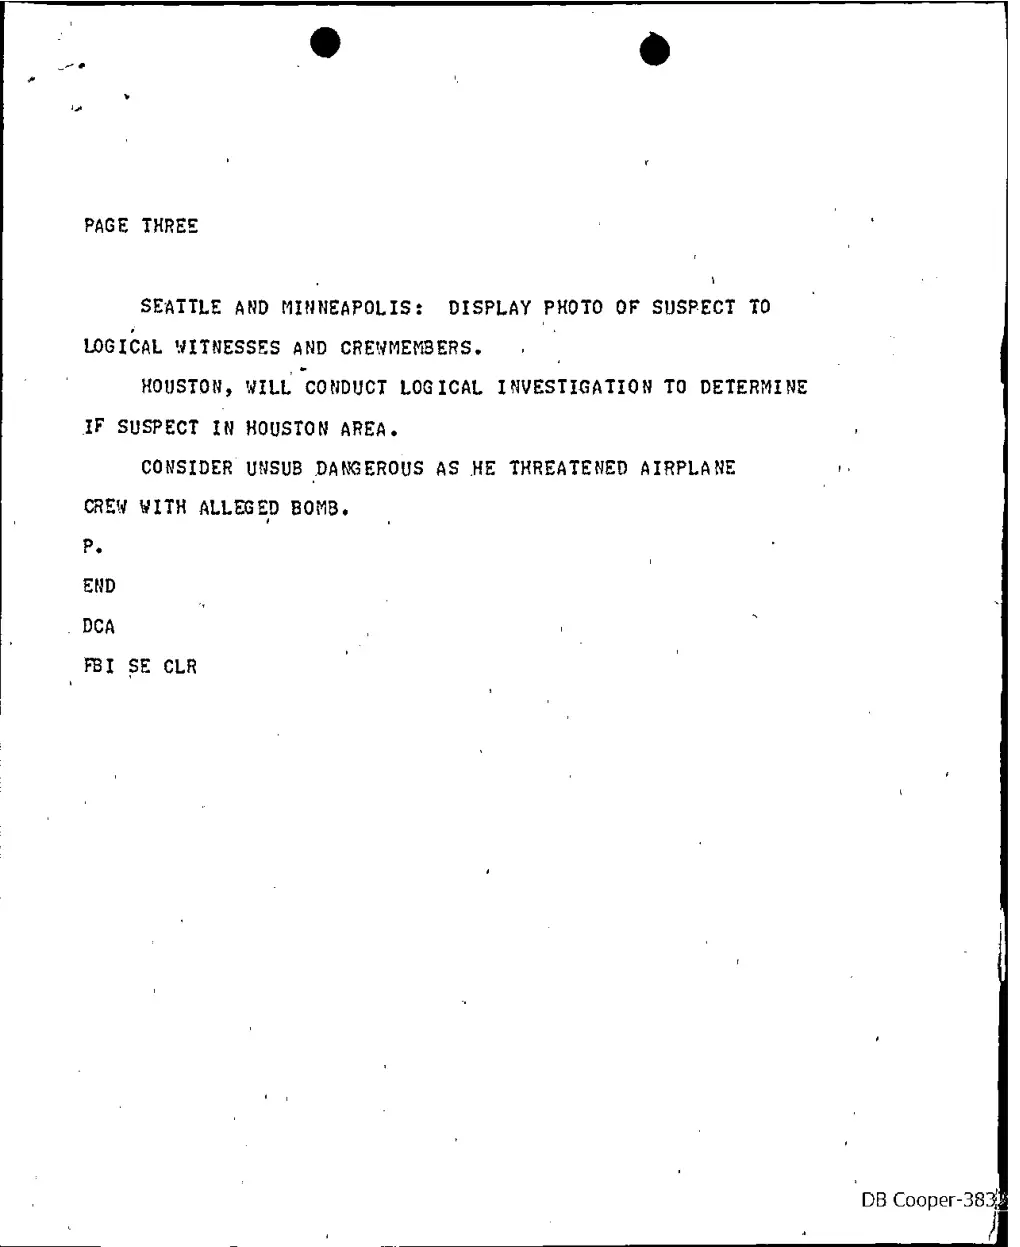 PAGE THREE
SEATTLE AND MINNEAPOLIS: DISPLAY PHOTO OF SUSPECT TO
LOGICAL WITNESSES AND CREWMEMBERS.
HOUSTON, WILL CONDUCT LOGICAL INVESTIGATION TO DETERMINE
IF SUSPECT IN HOUSTON AREA.
CONSIDER UNSUB DANGEROUS AS HE THREATENED AIRPLANE
CREW WITH ALLEGED BOMB.
P.
END
DCA
FBI SE CLR
DB Cooper-383